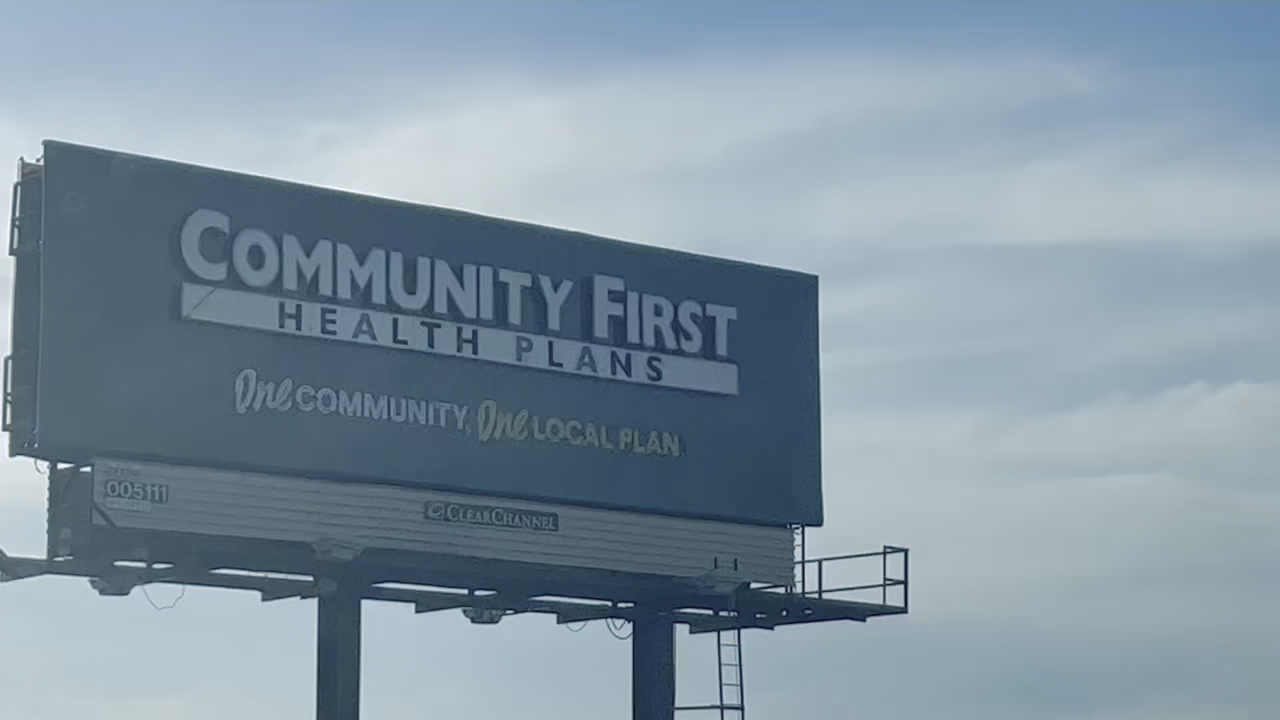 COMMUNITY FIRST
HEALTH PLANS
One COMMUNITY, One LOCAL PLAN
005111
CLEARCHANNEL